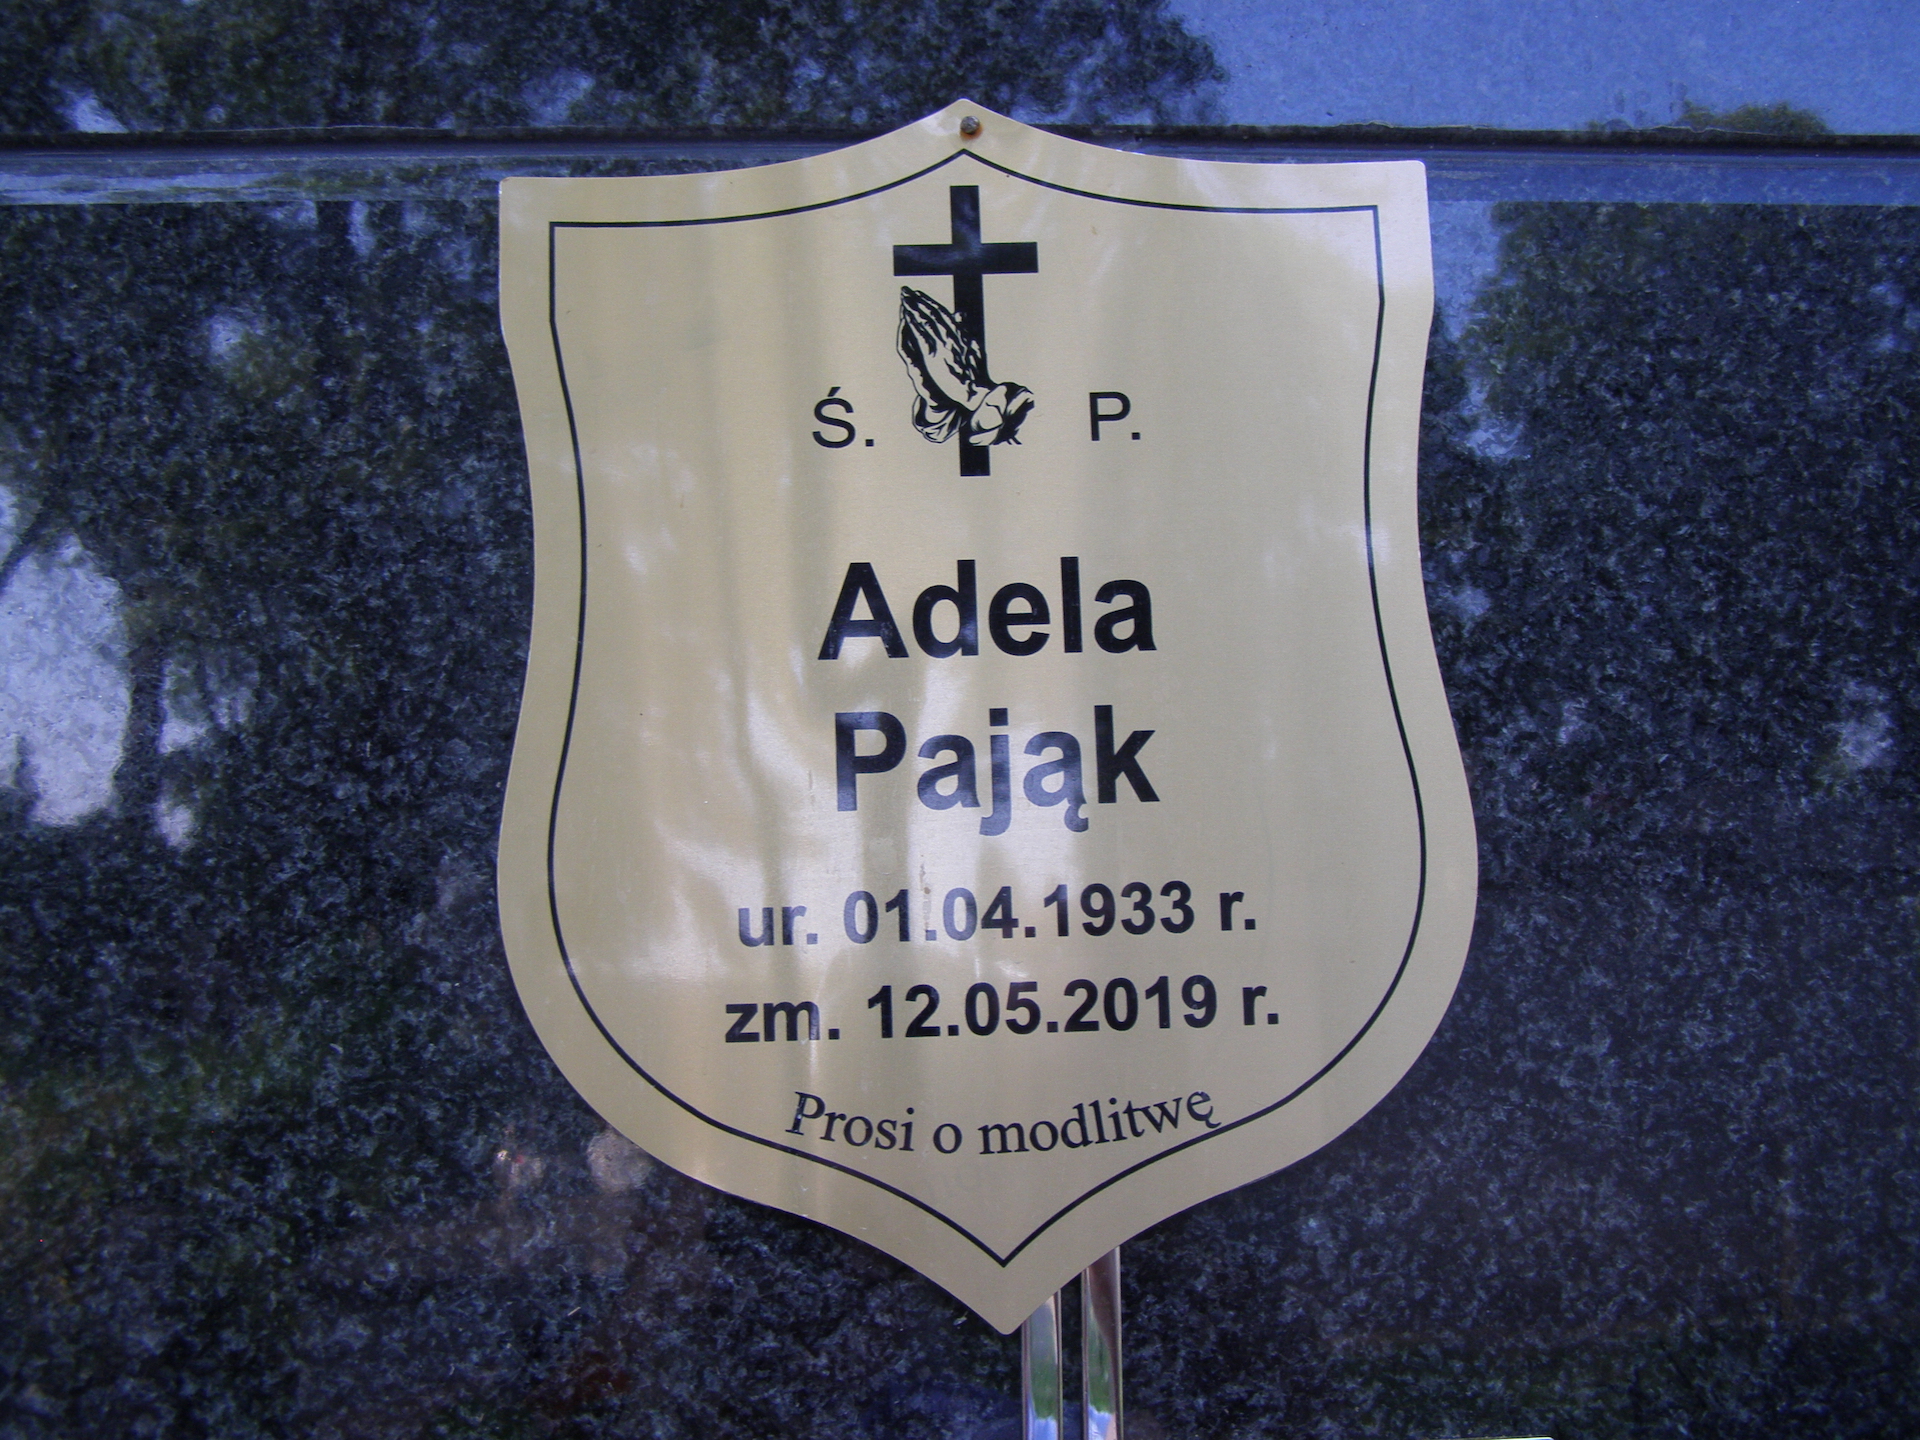 Ś. P.
Adela
Pająk
ur. 01.04.1933 r.
zm. 12.05.2019 r.
Prosi o modlitwę